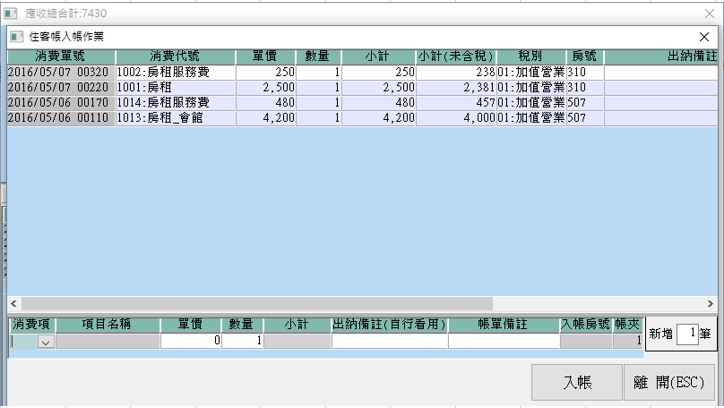 應收總合計:7430
住客帳入帳作業
消費單號 消費代號 單價 數量 小計 小計(未含稅) 稅別 房號 出納備註
2016/05/07 00320 1002:房租服務費 250 1 250 238 01:加值營業 310
2016/05/07 00220 1001:房租 2,500 1 2,500 2,381 01:加值營業 310
2016/05/06 00170 1014:房租服務費 480 1 480 457 01:加值營業 507
2016/05/06 00110 1013:房租_會館 4,200 1 4,200 4,000 01:加值營業 507
消費項 項目名稱 單價 數量 小計 出納備註(自行看用) 帳單備註 入帳房號 帳夾
0 1 1
新增 1 筆
入帳 離 開(ESC)